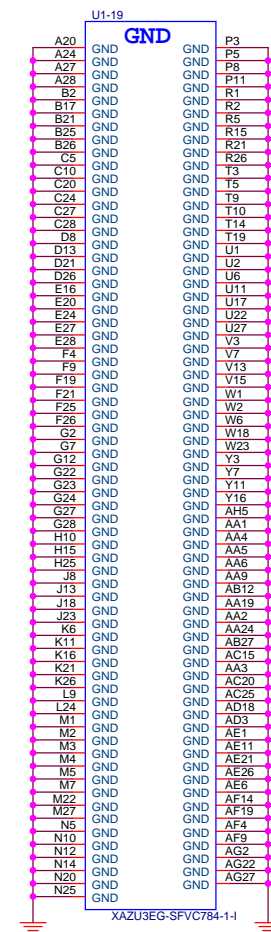 U1-19
GND
A20 GND GND P3
A24 GND GND P5
A27 GND GND P8
A28 GND GND P11
B2 GND GND R1
B17 GND GND R2
B21 GND GND R5
B25 GND GND R15
B26 GND GND R21
C5 GND GND R26
C10 GND GND T3
C20 GND GND T5
C24 GND GND T9
C27 GND GND T10
C28 GND GND T14
D8 GND GND T19
D13 GND GND U1
D21 GND GND U2
D26 GND GND U6
E16 GND GND U11
E20 GND GND U17
E24 GND GND U22
E27 GND GND U27
E28 GND GND V3
F4 GND GND V7
F9 GND GND V13
F19 GND GND V15
F21 GND GND W1
F25 GND GND W2
F26 GND GND W6
G2 GND GND W18
G7 GND GND W23
G12 GND GND Y3
G22 GND GND Y7
G23 GND GND Y11
G24 GND GND Y16
G27 GND GND AH5
G28 GND GND AA1
H10 GND GND AA4
H15 GND GND AA5
H25 GND GND AA6
J8 GND GND AA9
J13 GND GND AB12
J18 GND GND AA19
J23 GND GND AA2
K6 GND GND AA24
K11 GND GND AB27
K16 GND GND AC15
K21 GND GND AA3
K26 GND GND AC20
L9 GND GND AC25
L24 GND GND AD18
M1 GND GND AD3
M2 GND GND AE1
M3 GND GND AE11
M4 GND GND AE21
M5 GND GND AE26
M7 GND GND AE6
M22 GND GND AF14
M27 GND GND AF19
N5 GND GND AF4
N10 GND GND AF9
N12 GND GND AG2
N14 GND GND AG22
N20 GND GND AG27
N25 GND
XAZU3EG-SFVC784-1-I